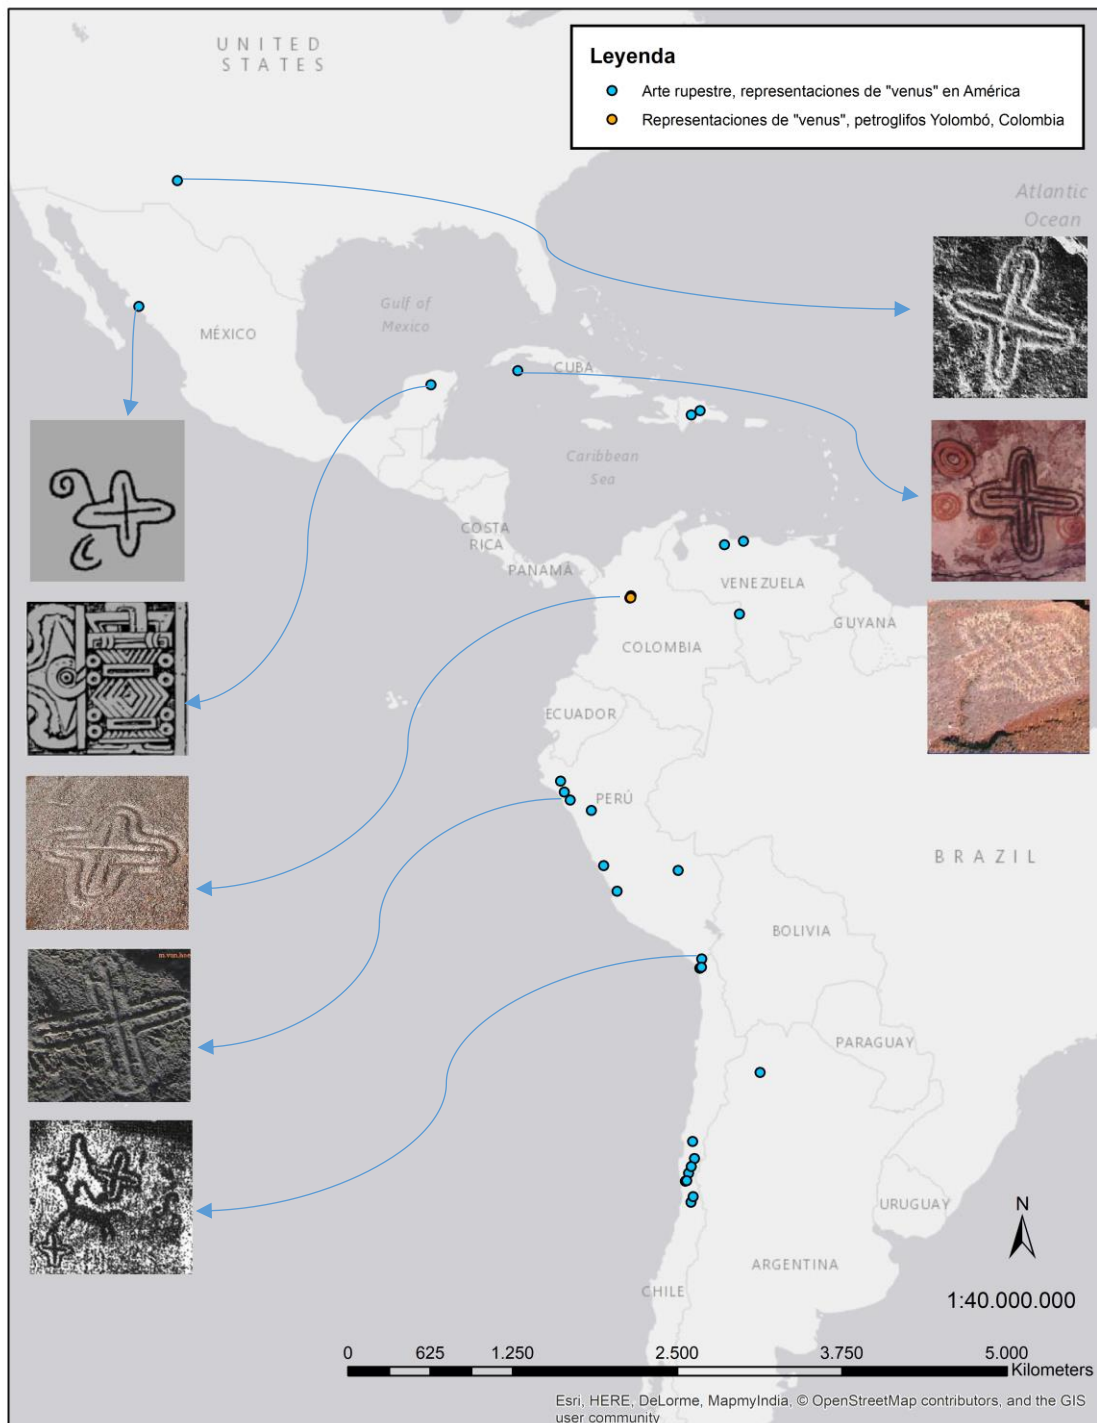 UNITED
STATES
Leyenda
Arte rupestre, representaciones de "venus" en América
Representaciones de "venus", petroglifos Yolombó, Colombia
Atlantic
Ocean
Gulf of
Mexico
MÉXICO
CUBA
Caribbean
Sea
COSTA
RICA
PANAMÁ
VENEZUELA
GUYANA
COLOMBIA
ECUADOR
PERÚ
BRAZIL
BOLIVIA
PARAGUAY
URUGUAY
N
ARGENTINA
CHILE
1:40.000.000
0 625 1.250 2.500 3.750 5.000
Kilometers
Esri, HERE, DeLorme, MapmyIndia, © OpenStreetMap contributors, and the GIS
user community